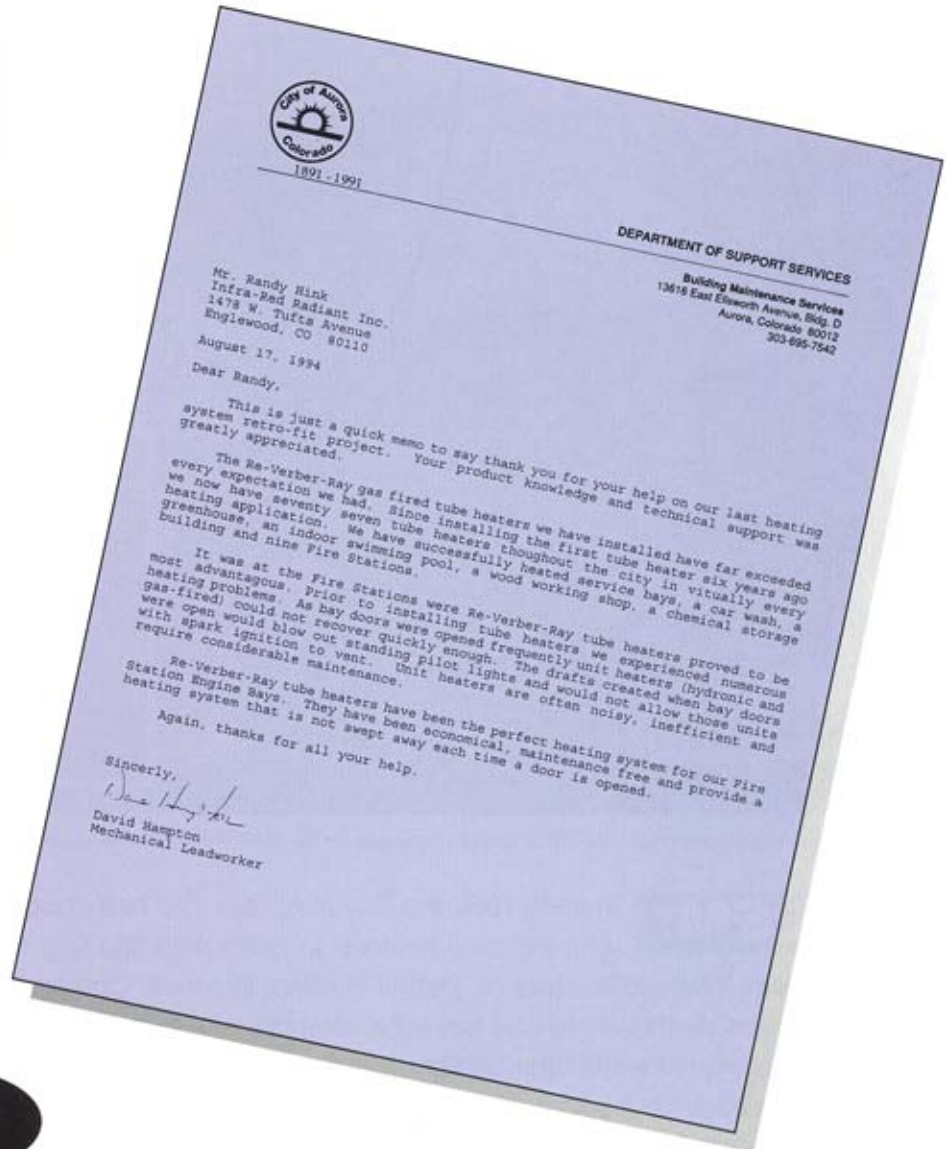 City of Aurora
Colorado
1891 - 1991
DEPARTMENT OF SUPPORT SERVICES
Building Maintenance Services
13616 East Ellsworth Avenue, Bldg. D
Aurora, Colorado 80012
303-695-7542
Mr. Randy Hink
Infra-Red Radiant Inc.
1478 W. Tufts Avenue
Englewood, CO 80110
August 17, 1994
Dear Randy,
This is just a quick memo to say thank you for your help on our last heating
system retro-fit project. Your product knowledge and technical support was
greatly appreciated.
The Re-Verber-Ray gas fired tube heaters we have installed have far exceeded
every expectation we had. Since installing the first tube heater six years ago
we now have seventy seven tube heaters thoughout the city in vitually every
heating application. We have successfully heated service bays, a car wash, a
greenhouse, an indoor swimming pool, a wood working shop, a chemical storage
building and nine Fire Stations.
It was at the Fire Stations were Re-Verber-Ray tube heaters proved to be
most advantagous. Prior to installing tube heaters we experienced numerous
heating problems. As bay doors were opened frequently unit heaters (hydronic and
gas-fired) could not recover quickly enough. The drafts created when bay doors
were open would blow out standing pilot lights and would not allow those units
with spark ignition to vent. Unit heaters are often noisy, inefficient and
require considerable maintenance.
Re-Verber-Ray tube heaters have been the perfect heating system for our Fire
Station Engine Bays. They have been economical, maintenance free and provide a
heating system that is not swept away each time a door is opened.
Again, thanks for all your help.
Sincerly,
David Hampton
Mechanical Leadworker